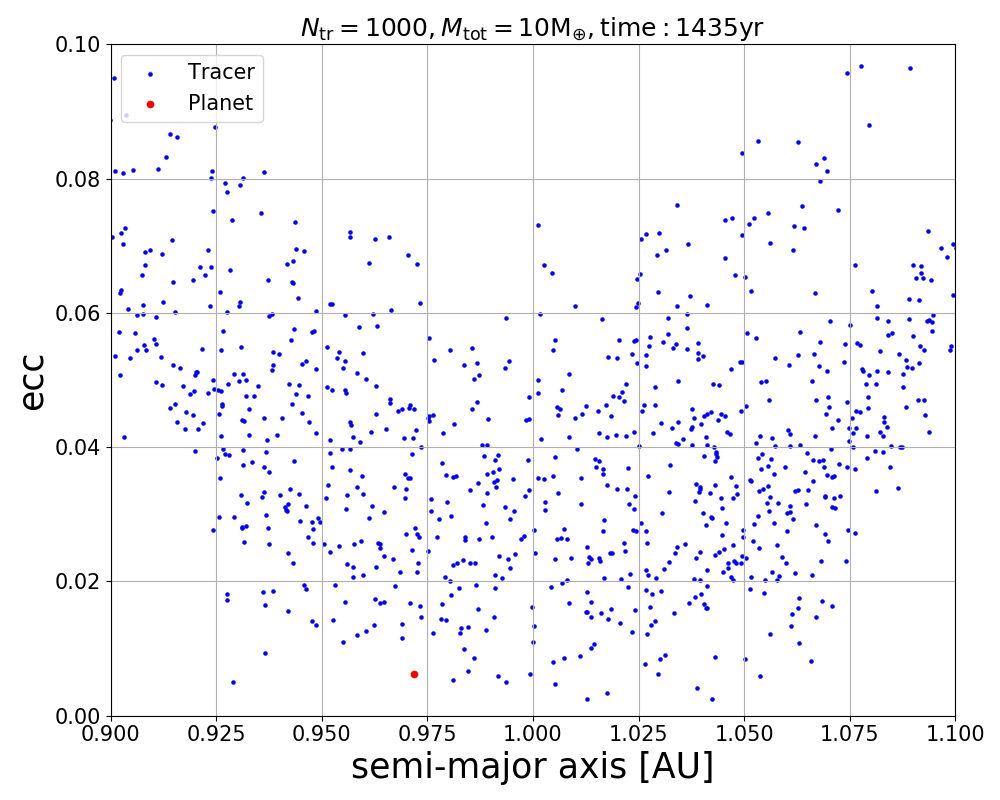 N_tr = 1000, M_tot = 10M_⊕, time : 1435yr
Tracer
Planet
ecc
0.10
0.08
0.06
0.04
0.02
0.00
0.900 0.925 0.950 0.975 1.000 1.025 1.050 1.075 1.100
semi-major axis [AU]